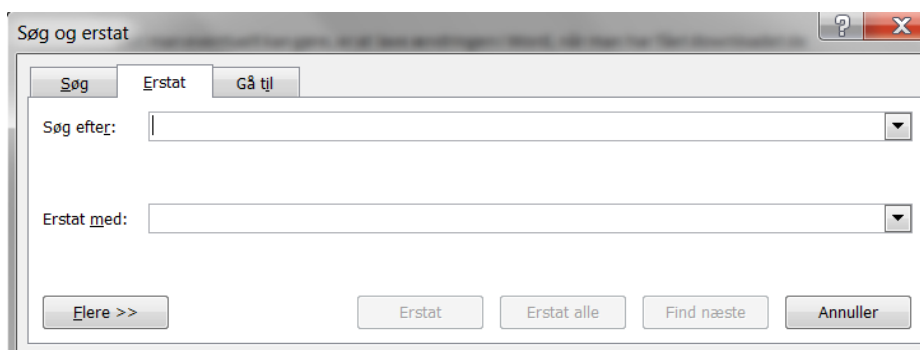 Søg og erstat
Søg Erstat Gå til
Søg efter:
Erstat med:
Flere >> Erstat Erstat alle Find næste Annuller